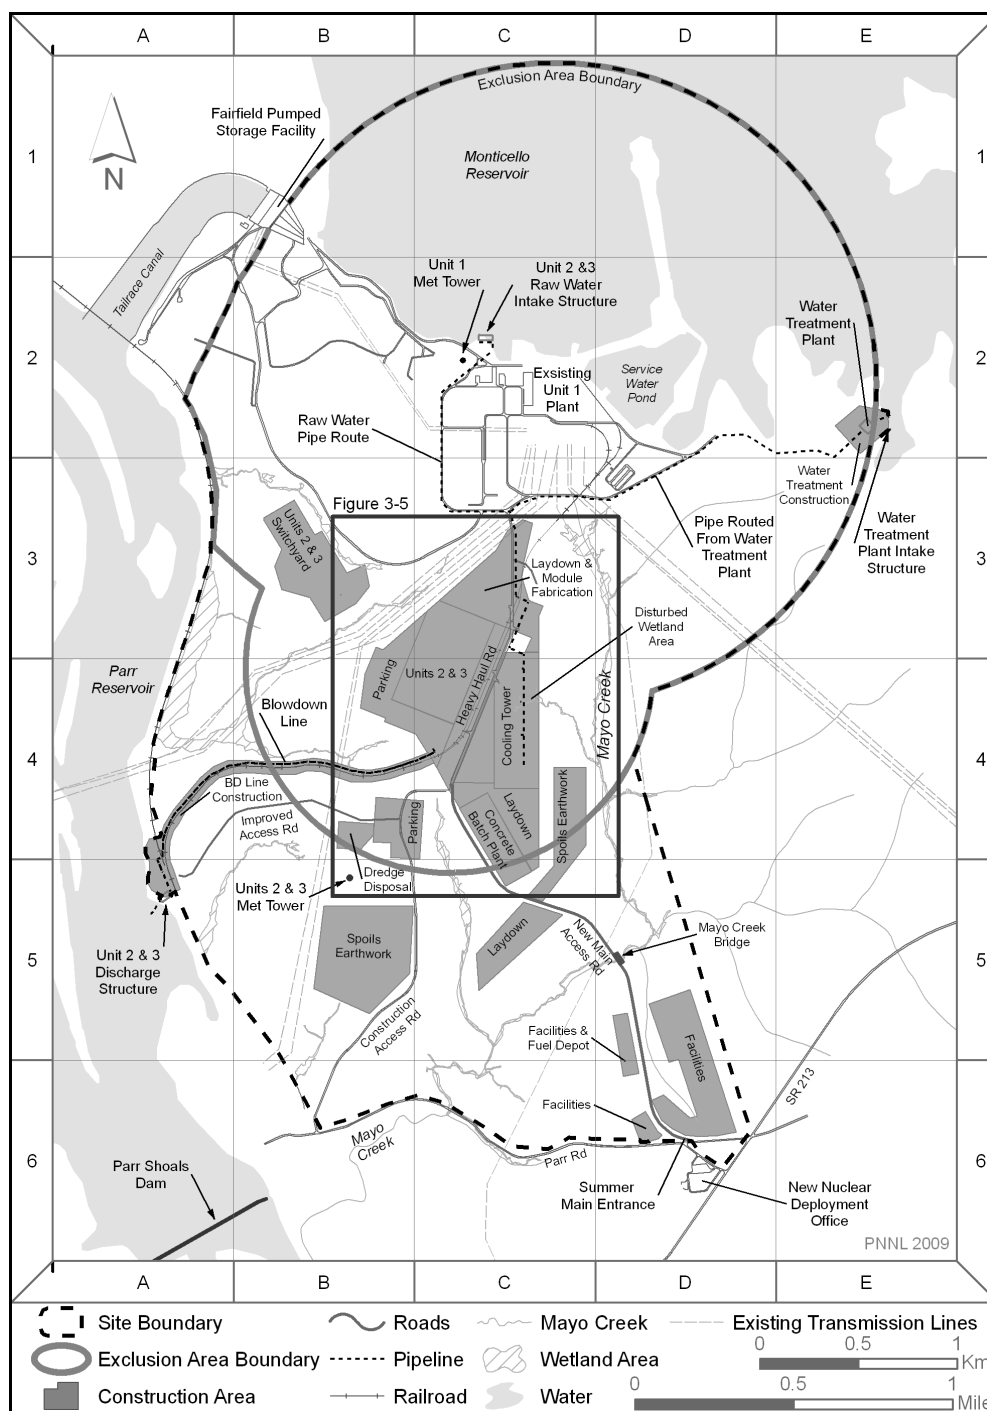 A B C D E
Exclusion Area Boundary
Fairfield Pumped
Storage Facility
1
Monticello
Reservoir
1
N
Tailrace Canal
Unit 1
Met Tower
Unit 2 &3
Raw Water
Intake Structure
Water
Treatment
Plant
2
Service
Water
Pond
2
Exsisting
Unit 1
Plant
Raw Water
Pipe Route
Water
Treatment
Construction
Figure 3-5
Units 2 & 3
Switchyard
Pipe Routed
From Water
Treatment
Plant
Water
Treatment
Plant Intake
Structure
3
3
Laydown &
Module
Fabrication
Disturbed
Wetland
Area
Parr
Reservoir
Parking
Units 2 & 3
Heavy Haul Rd
Cooling Tower
Mayo Creek
Blowdown
Line
4
4
BD Line
Construction
Improved
Access Rd
Parking
Laydown
Concrete
Batch Plant
Spoils Earthwork
Dredge
Disposal
Units 2 & 3
Met Tower
Unit 2 & 3
Discharge
Structure
Spoils
Earthwork
Laydown
New Main
Access Rd
Mayo Creek
Bridge
5
5
Construction
Access Rd
Facilities &
Fuel Depot
Facilities
SR 213
Facilities
Mayo
Creek
Parr Rd
6
6
Parr Shoals
Dam
Summer
Main Entrance
New Nuclear
Deployment
Office
PNNL 2009
A B C D E
Site Boundary
Roads
Mayo Creek
Existing Transmission Lines
Exclusion Area Boundary
Pipeline
Wetland Area
0 0.5 1
Km
Construction Area
Railroad
Water
0 0.5 1
Mile